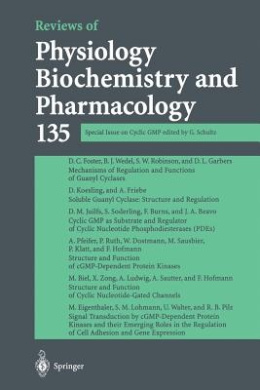 Reviews of
Physiology
Biochemistry and
Pharmacology
135
Special Issue on Cyclic GMP edited by G. Schultz
D. C. Foster, B. J. Wedel, S. W. Robinson, and D. L. Garbers
Mechanisms of Regulation and Functions
of Guanyl Cyclases
D. Koesling, and A. Friebe
Soluble Guanyl Cyclase: Structure and Regulation
D. M. Juilfs, S. Soderling, F. Burns, and J. A. Beavo
Cyclic GMP as Substrate and Regulator
of Cyclic Nucleotide Phosphodiesterases (PDEs)
A. Pfeifer, P. Ruth, W. Dostmann, M. Sausbier,
P. Klatt, and F. Hofmann
Structure and Function
of cGMP-Dependent Protein Kinases
M. Biel, X. Zong, A. Ludwig, A. Sautter, and F. Hofmann
Structure and Function
of Cyclic Nucleotide-Gated Channels
M. Eigenthaler, S. M. Lohmann, U. Walter, and R. B. Pilz
Signal Transduction by cGMP-Dependent Protein
Kinases and their Emerging Roles in the Regulation
of Cell Adhesion and Gene Expression
Springer